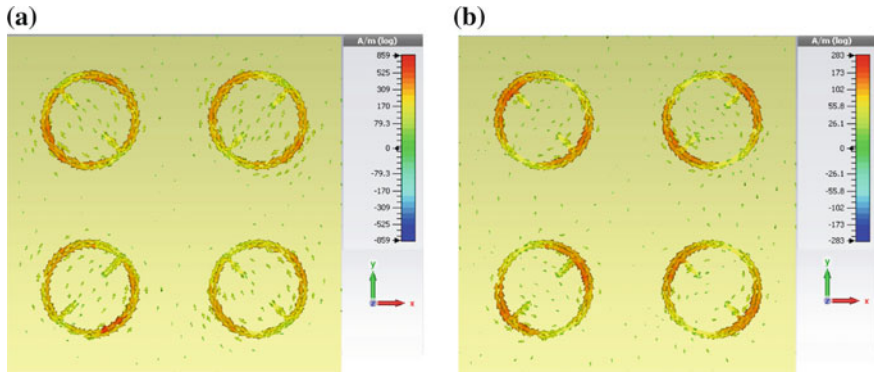 (a)
A/m (log)
859
525
309
170
79.3
0
-79.3
-170
-309
-525
-859
y
z
x
(b)
A/m (log)
283
173
102
55.8
26.1
0
-26.1
-55.8
-102
-173
-283
y
z
x